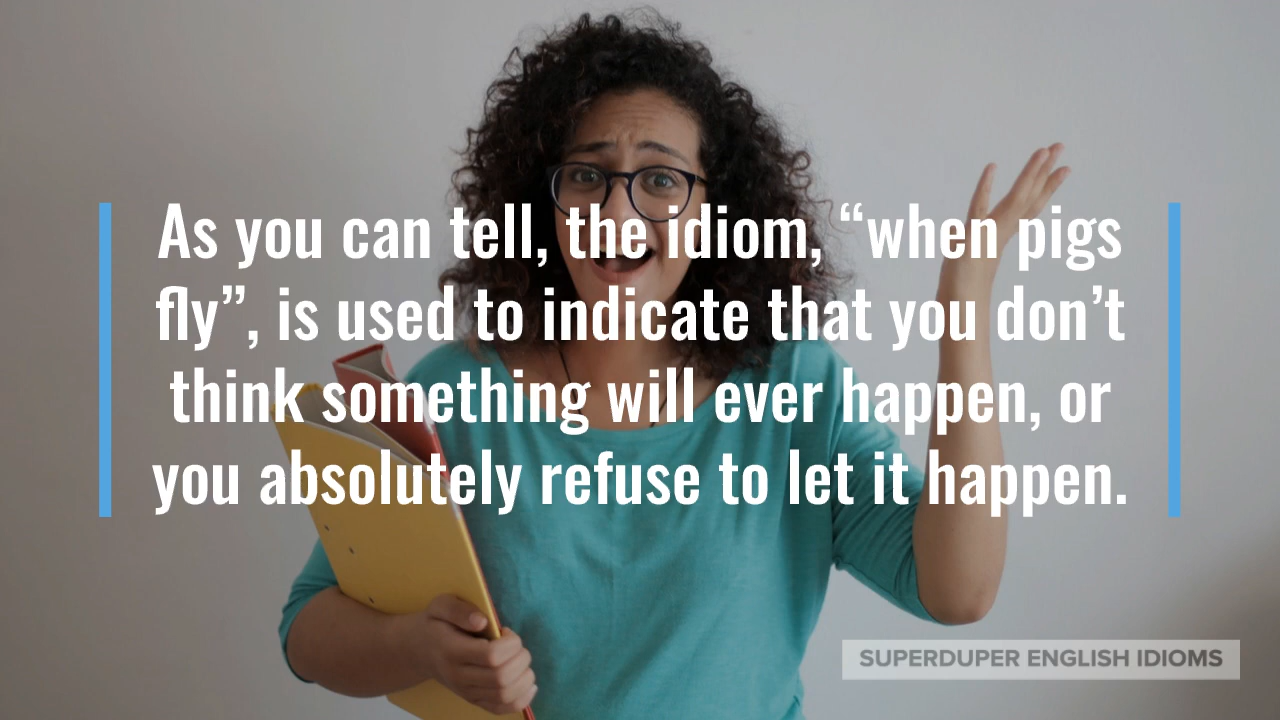 As you can tell, the idiom, “when pigs
fly”, is used to indicate that you don’t
think something will ever happen, or
you absolutely refuse to let it happen.
SUPERDUPER ENGLISH IDIOMS